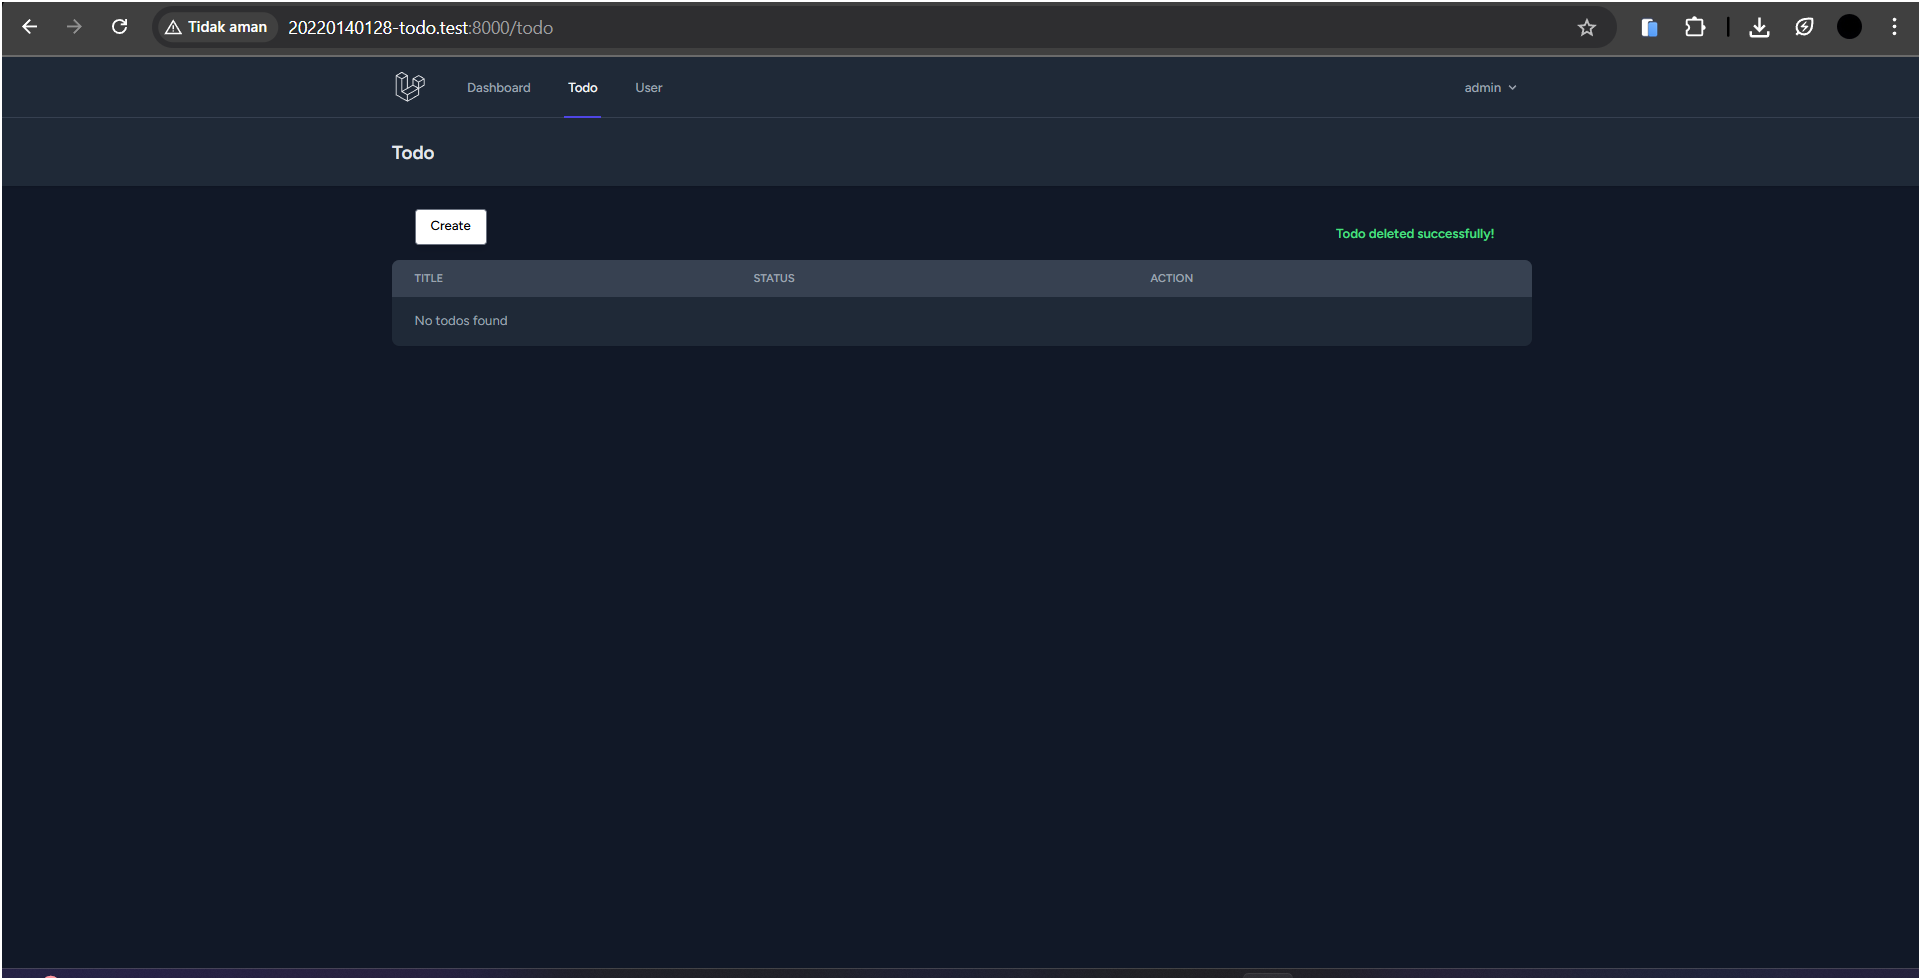 Tidak aman 20220140128-todo.test:8000/todo
Dashboard Todo User admin
Todo
Create
Todo deleted successfully!
TITLE STATUS ACTION
No todos found